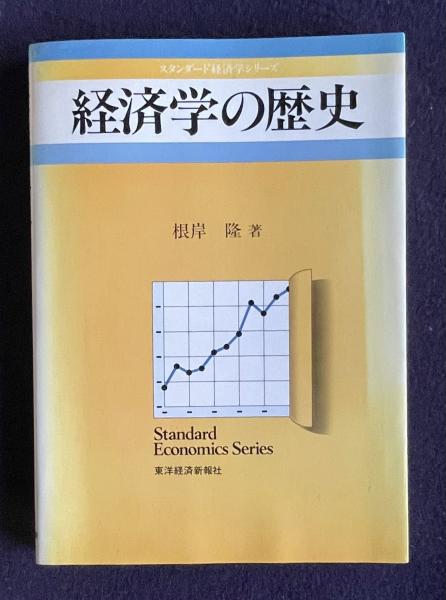 スタンダード経済学シリーズ
経済学の歴史
根岸 隆 著
Standard
Economics Series
東洋経済新報社